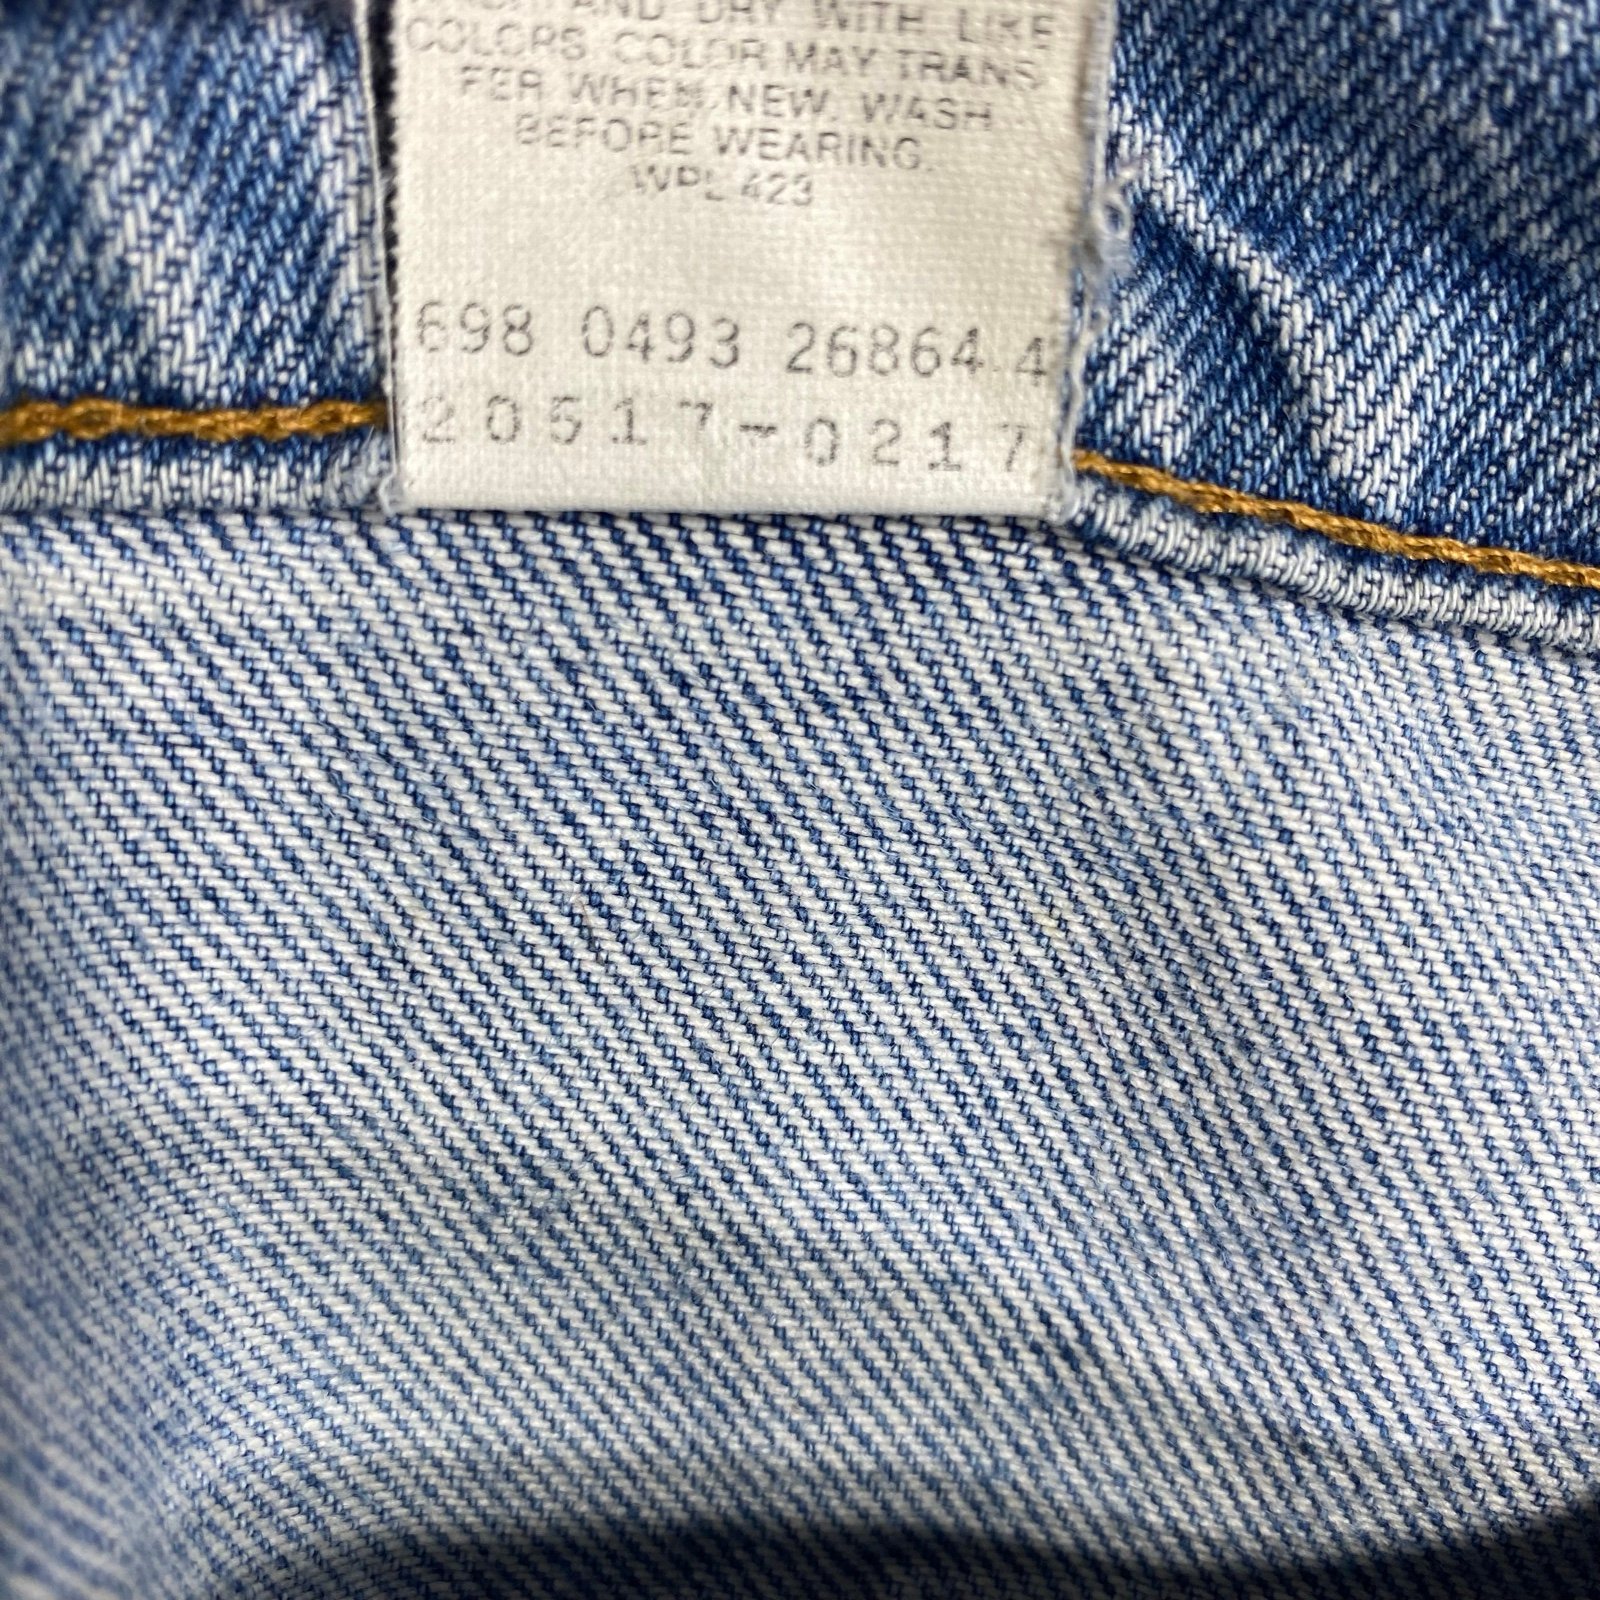 AND DRY WITH LIKE
COLORS. COLOR MAY TRANS
FER WHEN NEW. WASH
BEFORE WEARING.
WPL 423
698 0493 26864 4
20517-0217